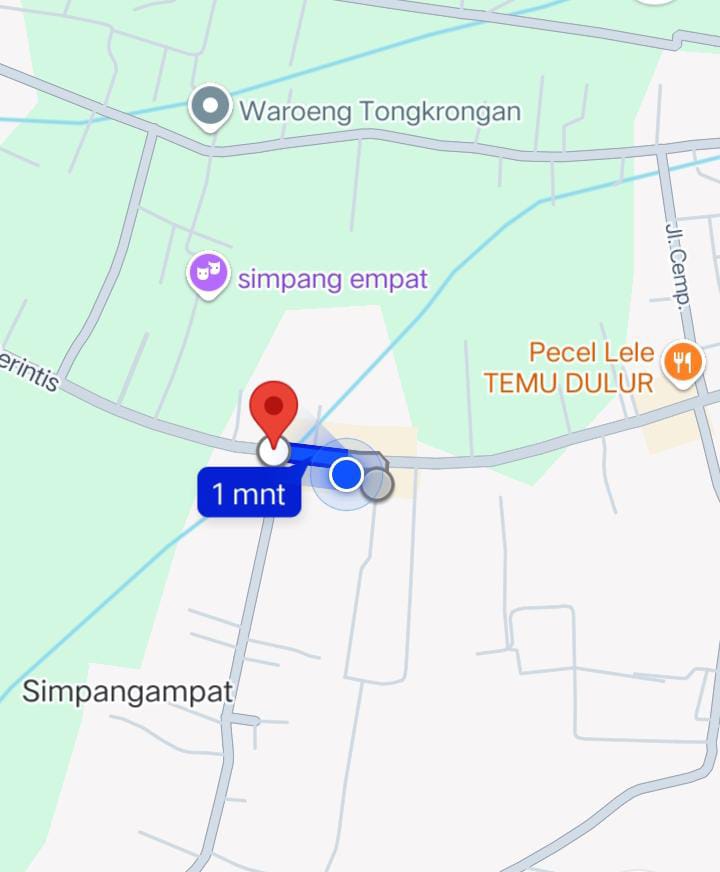 Waroeng Tongkrongan
Jl. Cemp.
simpang empat
Pecel Lele
TEMU DULUR
erintis
1 mnt
Simpangampat